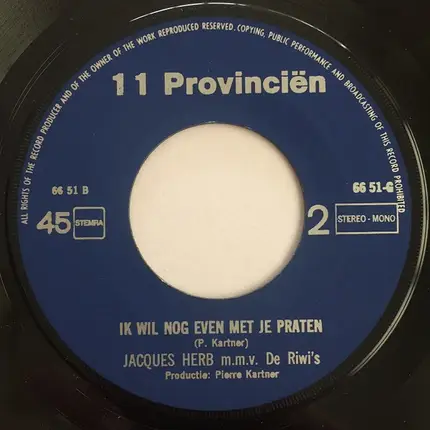 ALL RIGHTS OF THE RECORD PRODUCER AND OF THE OWNER OF THE WORK REPRODUCED RESERVED. COPYING, PUBLIC PERFORMANCE AND BROADCASTING OF THIS RECORD PROHIBITED
11 Provinciën
66 51 B
66 51-G
45 STEMRA
2 STEREO - MONO
IK WIL NOG EVEN MET JE PRATEN
(P. Kartner)
JACQUES HERB m.m.v. De Riwi's
Productie: Pierre Kartner